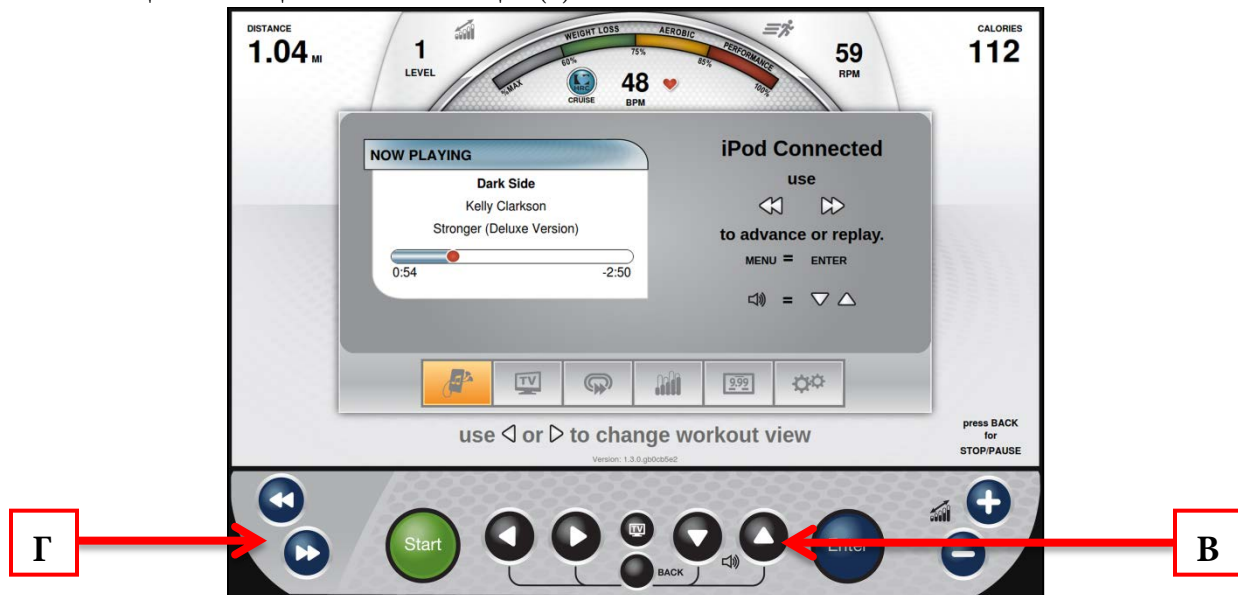 DISTANCE
1.04 MI
1
LEVEL
%MAX
60%
WEIGHT LOSS
75%
AEROBIC
85%
PERFORMANCE
100%
HRC
CRUISE
48
BPM
59
RPM
CALORIES
112
NOW PLAYING
Dark Side
Kelly Clarkson
Stronger (Deluxe Version)
0:54 -2:50
iPod Connected
use
to advance or replay.
MENU = ENTER
=
TV
9.99
use ◁ or ▷ to change workout view
Version: 1.3.0.gb0cb5e2
press BACK
for
STOP/PAUSE
Г
Start
TV
BACK
Enter
В